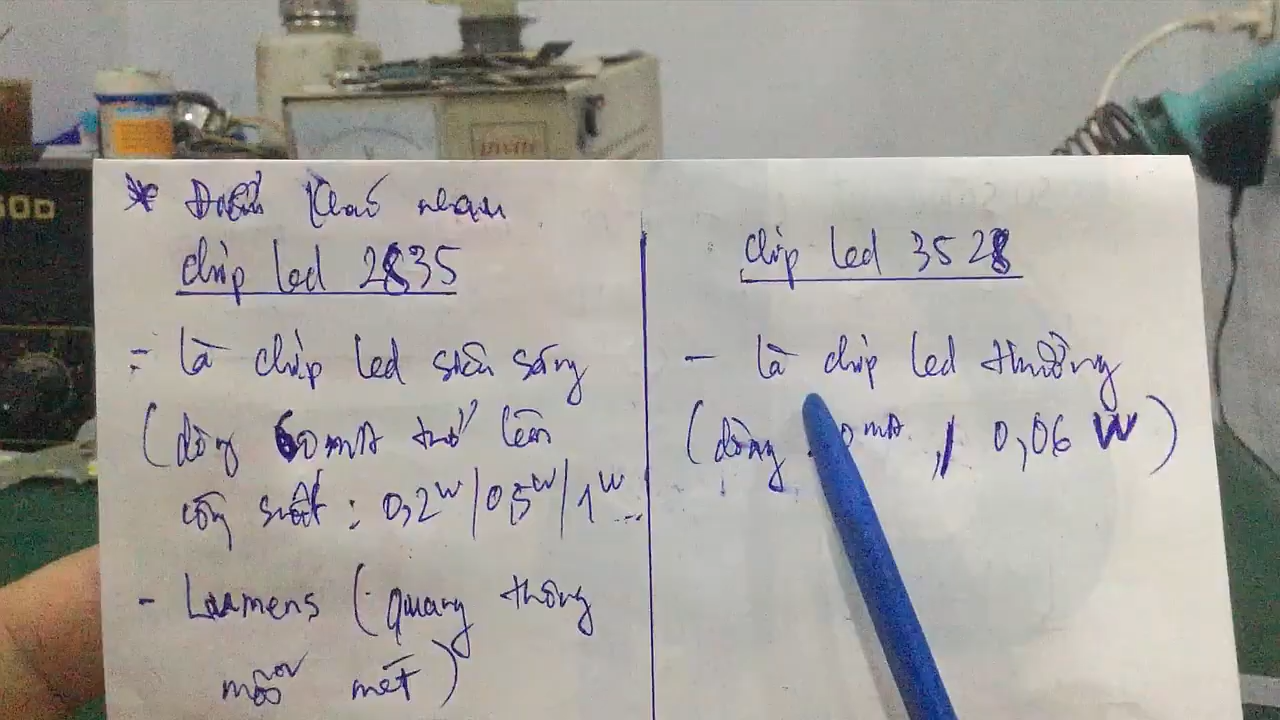 * Điểm khác nhau
chip led 2835
chip led 3528
- là chip led siêu sáng
(dòng 60mA trở lên
công suất : 0,2W/0,5W/1W...
- Lumens (quang thông
mỗi mét)
- là chip led thường
(dòng 0mA, / 0,06 W)